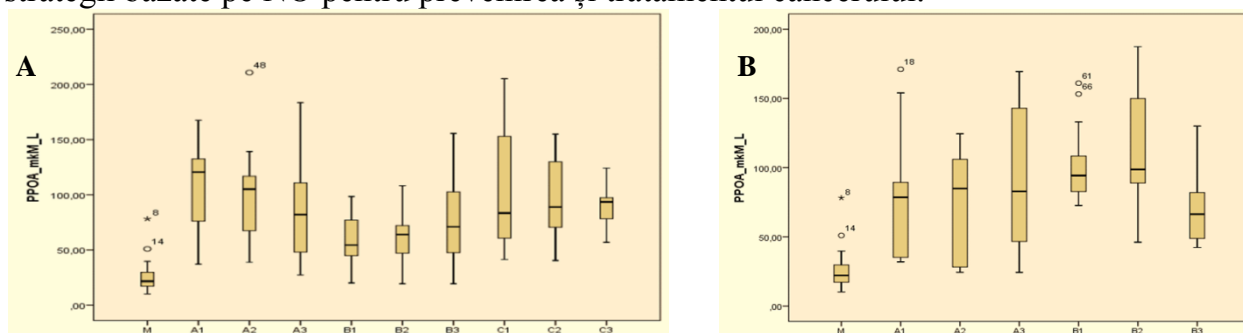 strategii bazate pe NO pentru prevenirea și tratamentul cancerului.
A
B
PPOA_mkM_L
250,00
200,00
150,00
100,00
50,00
,00
8
14
48
M A1 A2 A3 B1 B2 B3 C1 C2 C3
PPOA_mkM_L
200,00
150,00
100,00
50,00
,00
8
14
18
61
66
M A1 A2 A3 B1 B2 B3